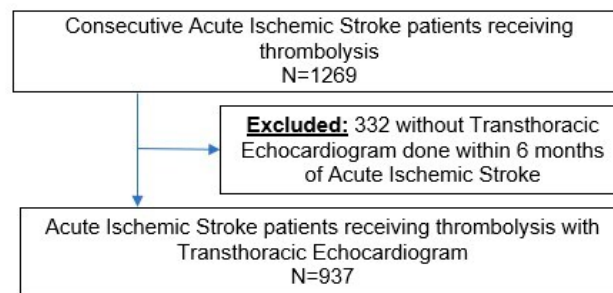 Consecutive Acute Ischemic Stroke patients receiving
thrombolysis
N=1269
Excluded: 332 without Transthoracic
Echocardiogram done within 6 months
of Acute Ischemic Stroke
Acute Ischemic Stroke patients receiving thrombolysis with
Transthoracic Echocardiogram
N=937